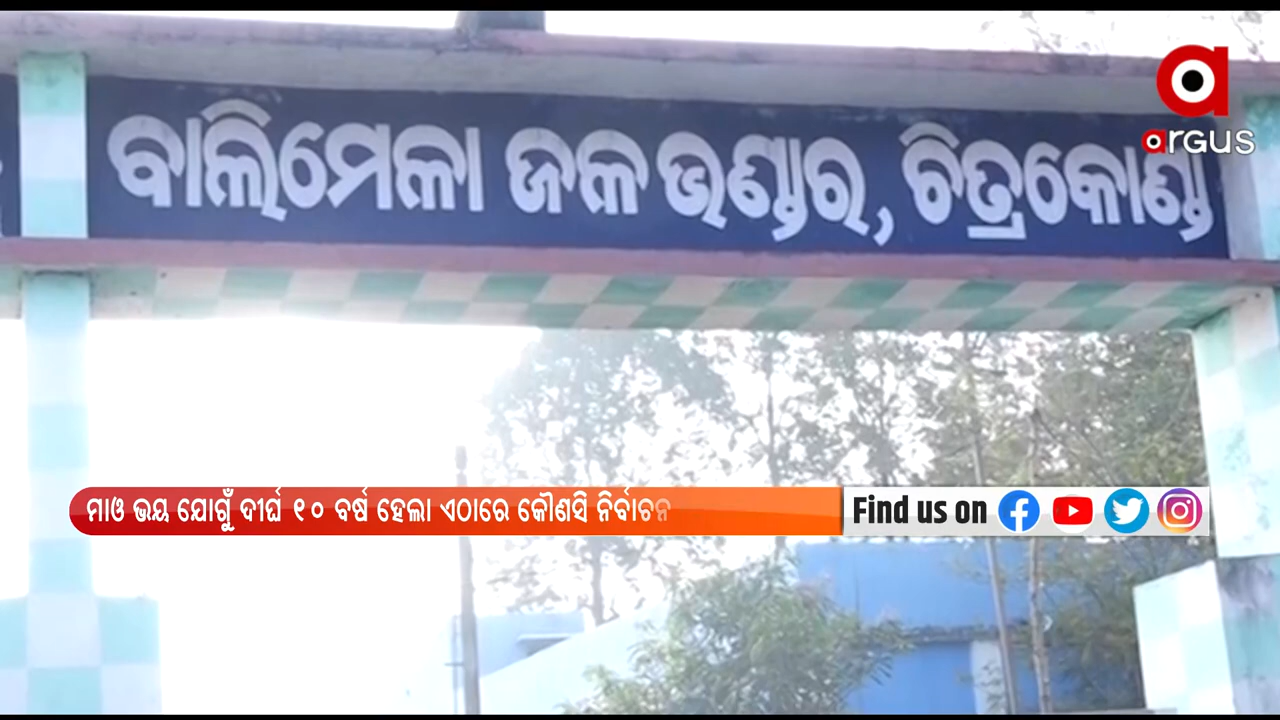 ବାଲିମେଳା ଜଳଭଣ୍ଡାର, ଚିତ୍ରକୋଣ୍ଡା
argus
ମାଓ ଭୟ ଯୋଗୁଁ ଦୀର୍ଘ ୧୦ ବର୍ଷ ହେଲା ଏଠାରେ କୌଣସି ନିର୍ବାଚନ
Find us on